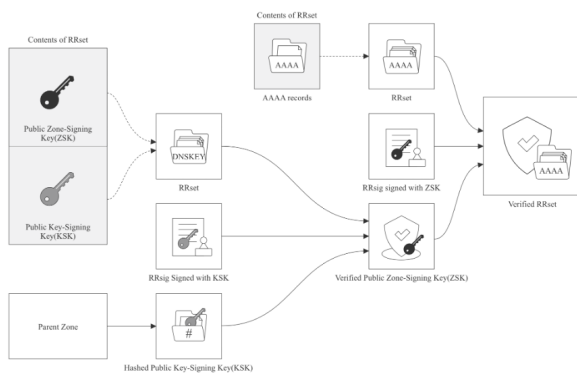 Contents of RRset
Public Zone-Signing
Key(ZSK)
Public Key-Signing
Key(KSK)
Parent Zone
DNSKEY
RRset
RRsig Signed with KSK
#
Hashed Public Key-Signing Key(KSK)
Contents of RRset
AAAA
AAAA records
AAAA
RRset
RRsig signed with ZSK
Verified Public Zone-Signing Key(ZSK)
AAAA
Verified RRset